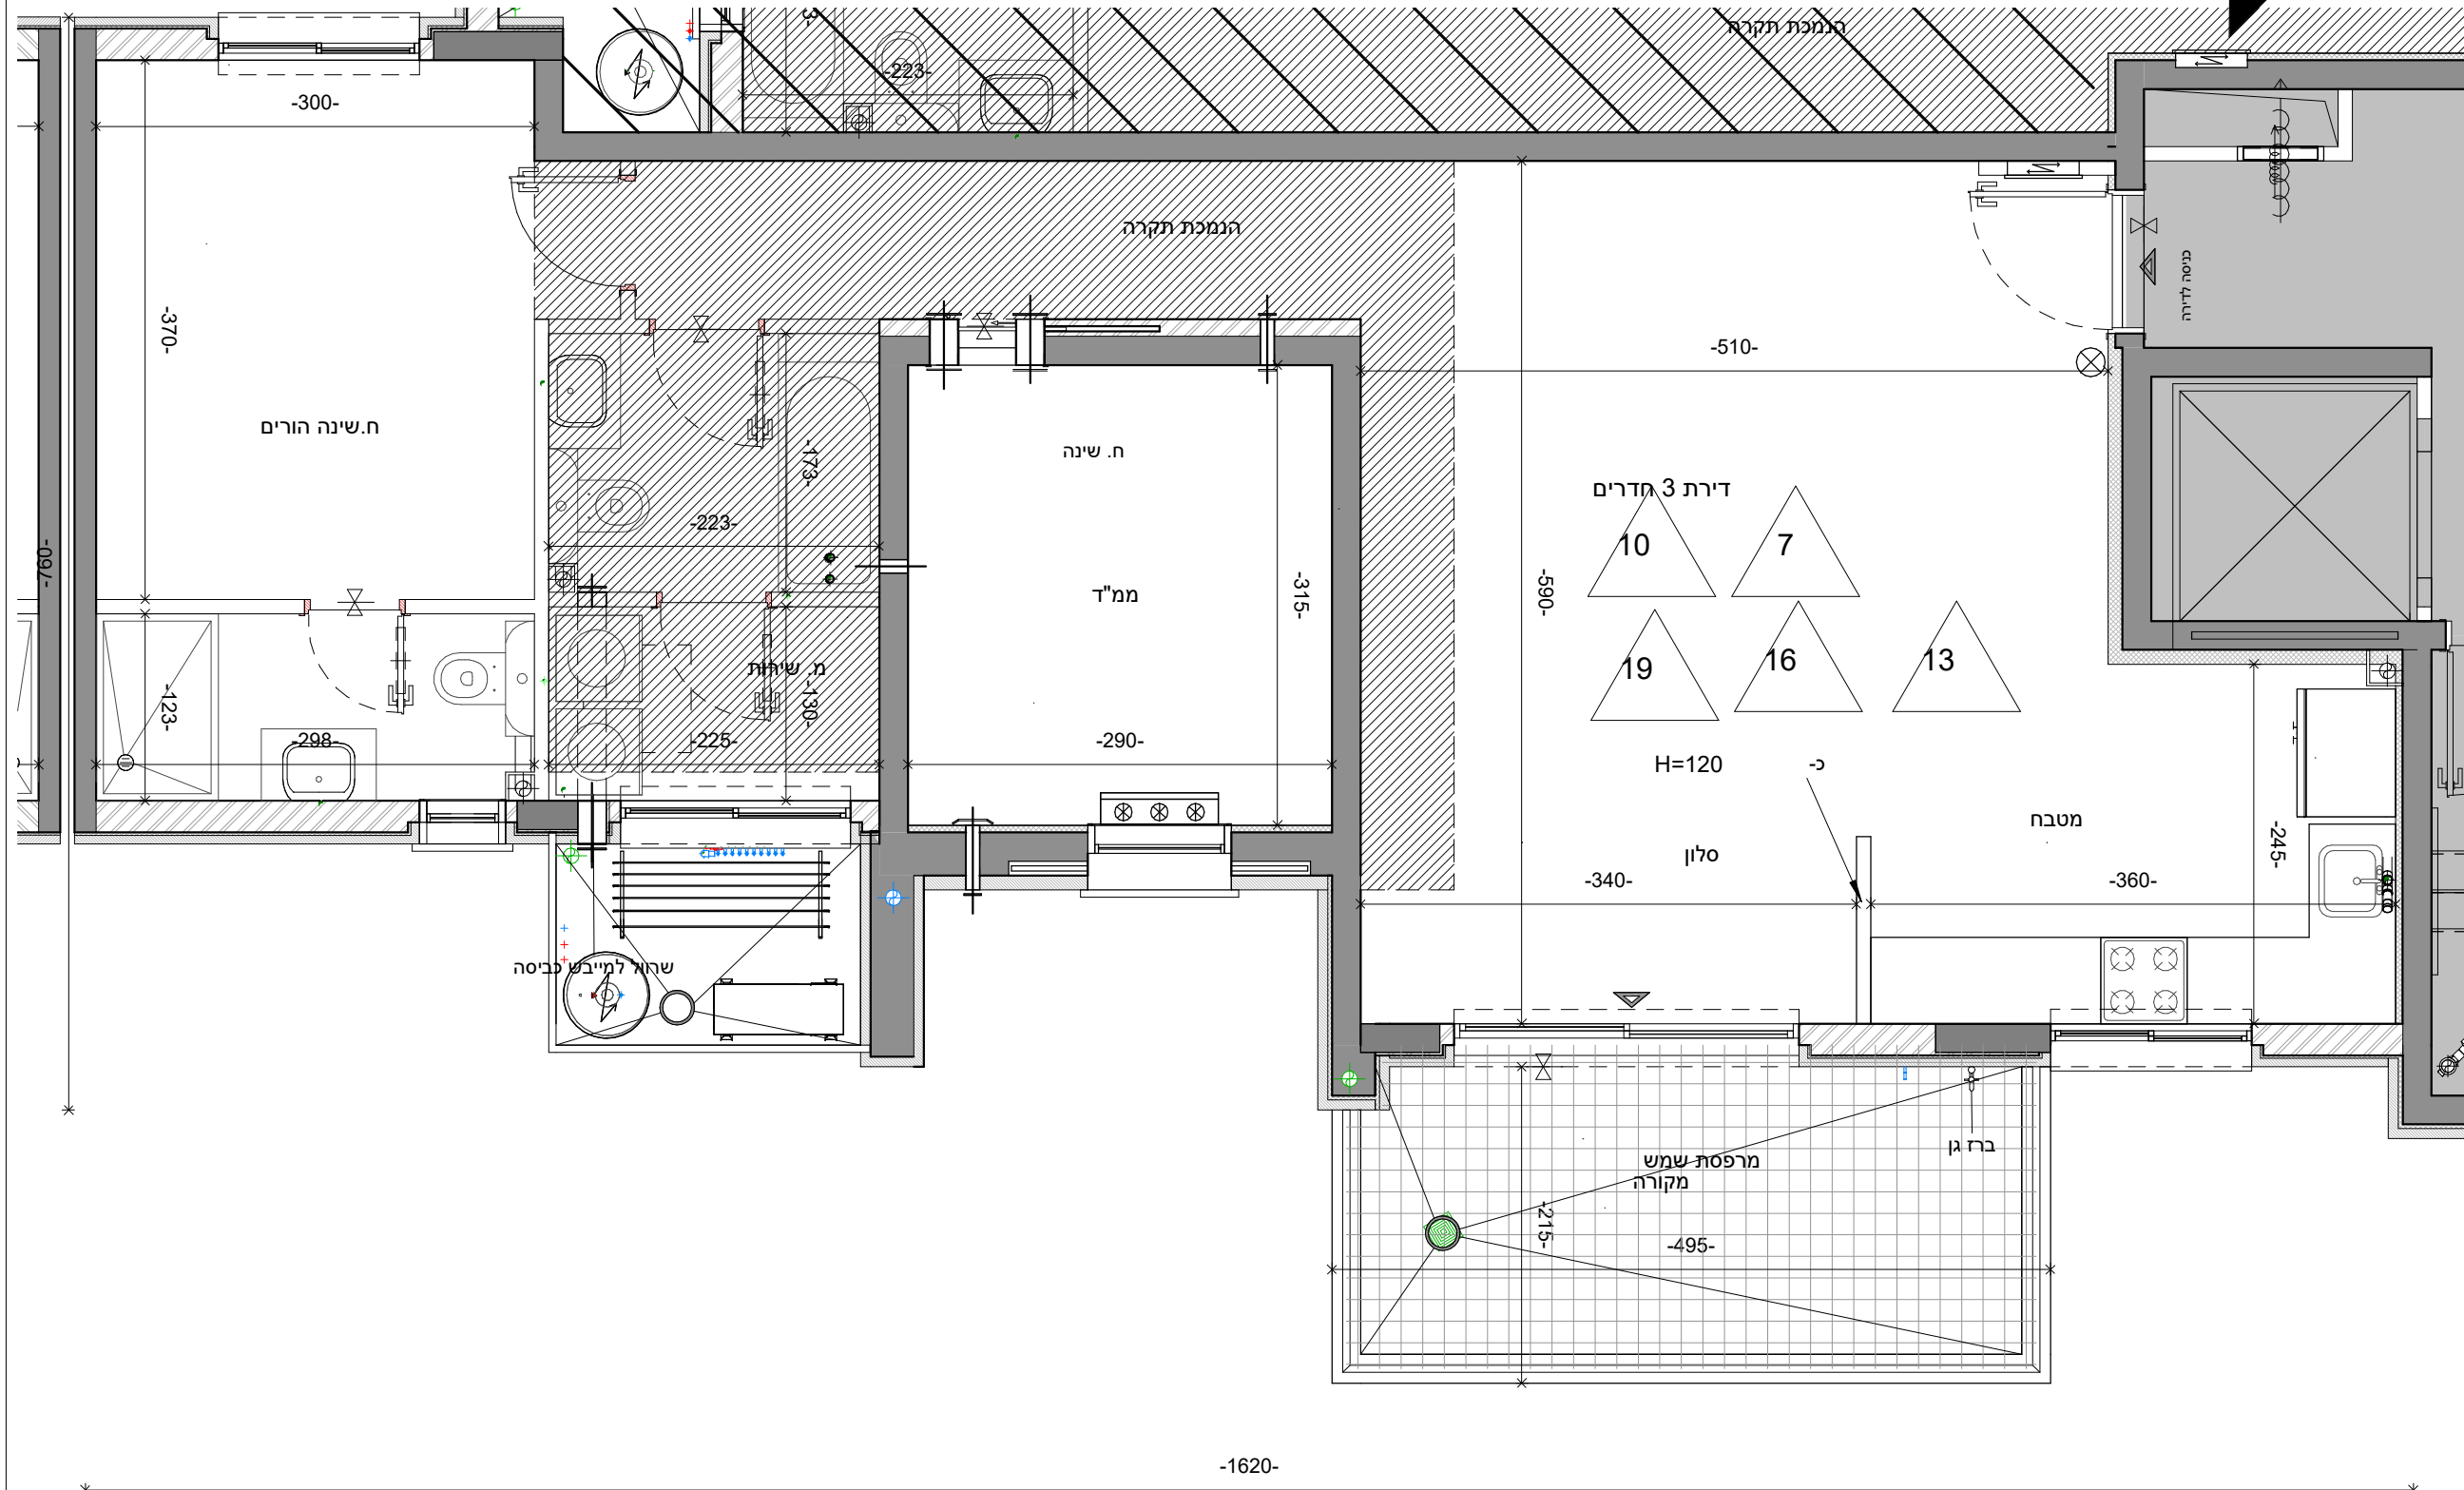 הנמכת תקרה
-223-
-300-
הנמכת תקרה
כניסה לדירה
-370-
-510-
ח.שינה הורים
ח. שינה
-173-
-223-
דירת 3 חדרים
10
7
-760-
ממ"ד
-315-
-590-
19
16
13
מ. שירות
-123-
-130-
-298-
-225-
-290-
H=120
כ-
מטבח
סלון
-245-
-340-
-360-
שרוול למייבש כביסה
ברז גן
מרפסת שמש
מקורה
-215-
-495-
-1620-